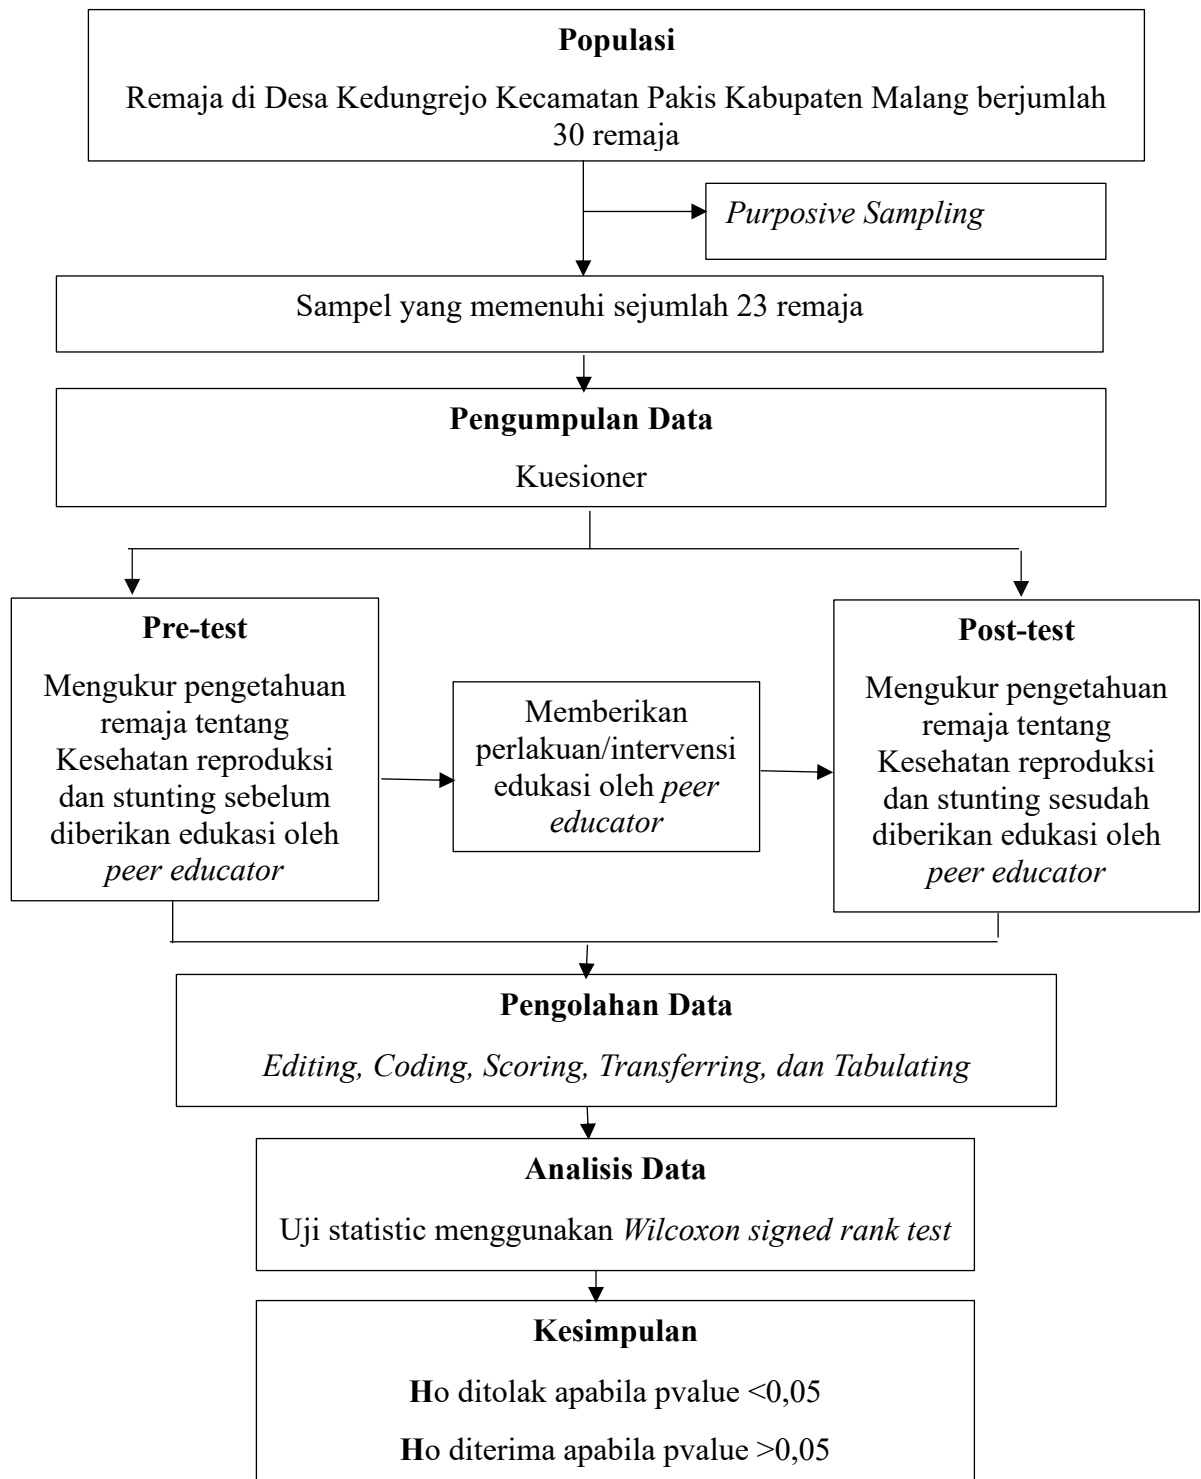 Populasi
Remaja di Desa Kedungrejo Kecamatan Pakis Kabupaten Malang berjumlah
30 remaja
Purposive Sampling
Sampel yang memenuhi sejumlah 23 remaja
Pengumpulan Data
Kuesioner
Pre-test
Mengukur pengetahuan
remaja tentang
Kesehatan reproduksi
dan stunting sebelum
diberikan edukasi oleh
peer educator
Memberikan
perlakuan/intervensi
edukasi oleh peer
educator
Post-test
Mengukur pengetahuan
remaja tentang
Kesehatan reproduksi
dan stunting sesudah
diberikan edukasi oleh
peer educator
Pengolahan Data
Editing, Coding, Scoring, Transferring, dan Tabulating
Analisis Data
Uji statistic menggunakan Wilcoxon signed rank test
Kesimpulan
Ho ditolak apabila pvalue <0,05
Ho diterima apabila pvalue >0,05